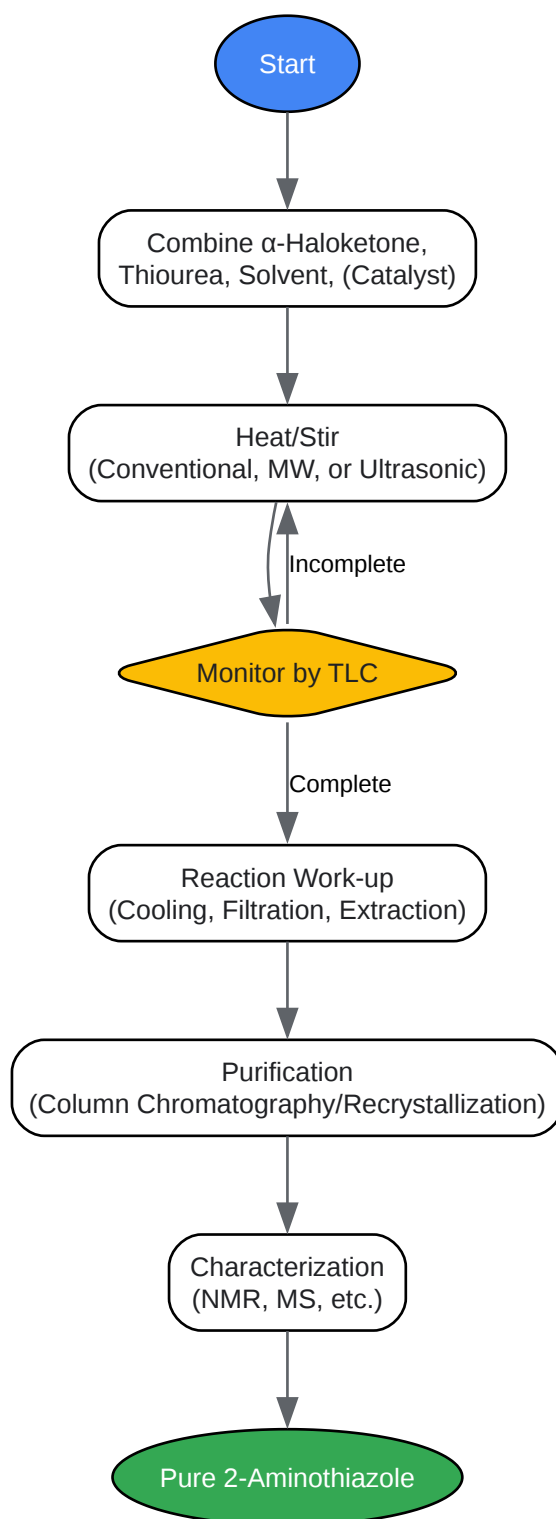 Start
Combine α-Haloketone,
Thiourea, Solvent, (Catalyst)
Heat/Stir
(Conventional, MW, or Ultrasonic)
Incomplete
Monitor by TLC
Complete
Reaction Work-up
(Cooling, Filtration, Extraction)
Purification
(Column Chromatography/Recrystallization)
Characterization
(NMR, MS, etc.)
Pure 2-Aminothiazole